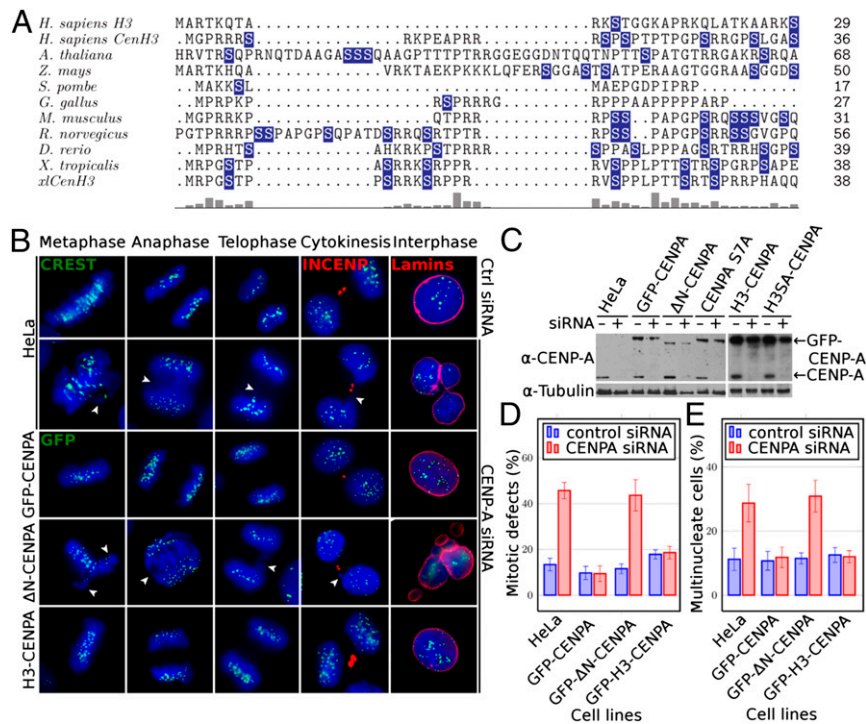 A
H. sapiens H3 MARTKQTA....................................RKSTGGKAPRKQLATKAARKS 29
H. sapiens CenH3 .MGPRRRS................RKPEAPRR............RSPSPTPTPGPSRRGPSLGAS 36
A. thaliana HRVTRSQPRNQTDAAGASSSQAAGPTTTPTRRGGEGGDNTQQTNPTTSPATGTRRGAKRSRQA 68
Z. mays MARTKHQA...............VRKTAEKPKKKLQFERSGGASTSATPERAAGTGGRAASGGDS 50
S. pombe ..MAKKSL....................................MAPEGDPIPRP.......... 17
G. gallus ..MPRPKP....................RSPRRRG.........RPPPAAPPPPPARP....... 27
M. musculus .MGPRRKP....................QTPRR...........RPSS..PAPGPSRQSSSVGSQ 31
R. norvegicus PGTPRRRPSSPAPGPSQPATDSRRQSRTPTR.............RPSS..PAPGPSRRSSGVGPQ 56
D. rerio ..MPRHTS..............AHKRKPSTPRRR..........SPPASLPPPAGSRTRRHSGPS 39
X. tropicalis .MRPGSTP.............ASRRKSRPPR.............RVSPPLPTTSRTSPGRPSAPE 38
xlCenH3 .MRPGSTP.............PSRRKSRPPR.............RVSPPLPTTSRTSPRRPHAQQ 38
B
Metaphase Anaphase Telophase Cytokinesis Interphase
CREST INCENP Lamins
HeLa
Ctrl siRNA
GFP
GFP-CENPA
ΔN-CENPA
H3-CENPA
CENP-A siRNA
C
HeLa GFP-CENPA ΔN-CENPA CENPA S7A H3-CENPA H3SA-CENPA
siRNA - + - + - + - + - + - +
α-CENP-A
←GFP-CENP-A
←CENP-A
α-Tubulin
D
control siRNA
CENPA siRNA
Mitotic defects (%)
60
40
20
0
HeLa
GFP-CENPA
GFP-ΔN-CENPA
GFP-H3-CENPA
Cell lines
E
control siRNA
CENPA siRNA
Multinucleate cells (%)
40
20
0
HeLa
GFP-CENPA
GFP-ΔN-CENPA
GFP-H3-CENPA
Cell lines